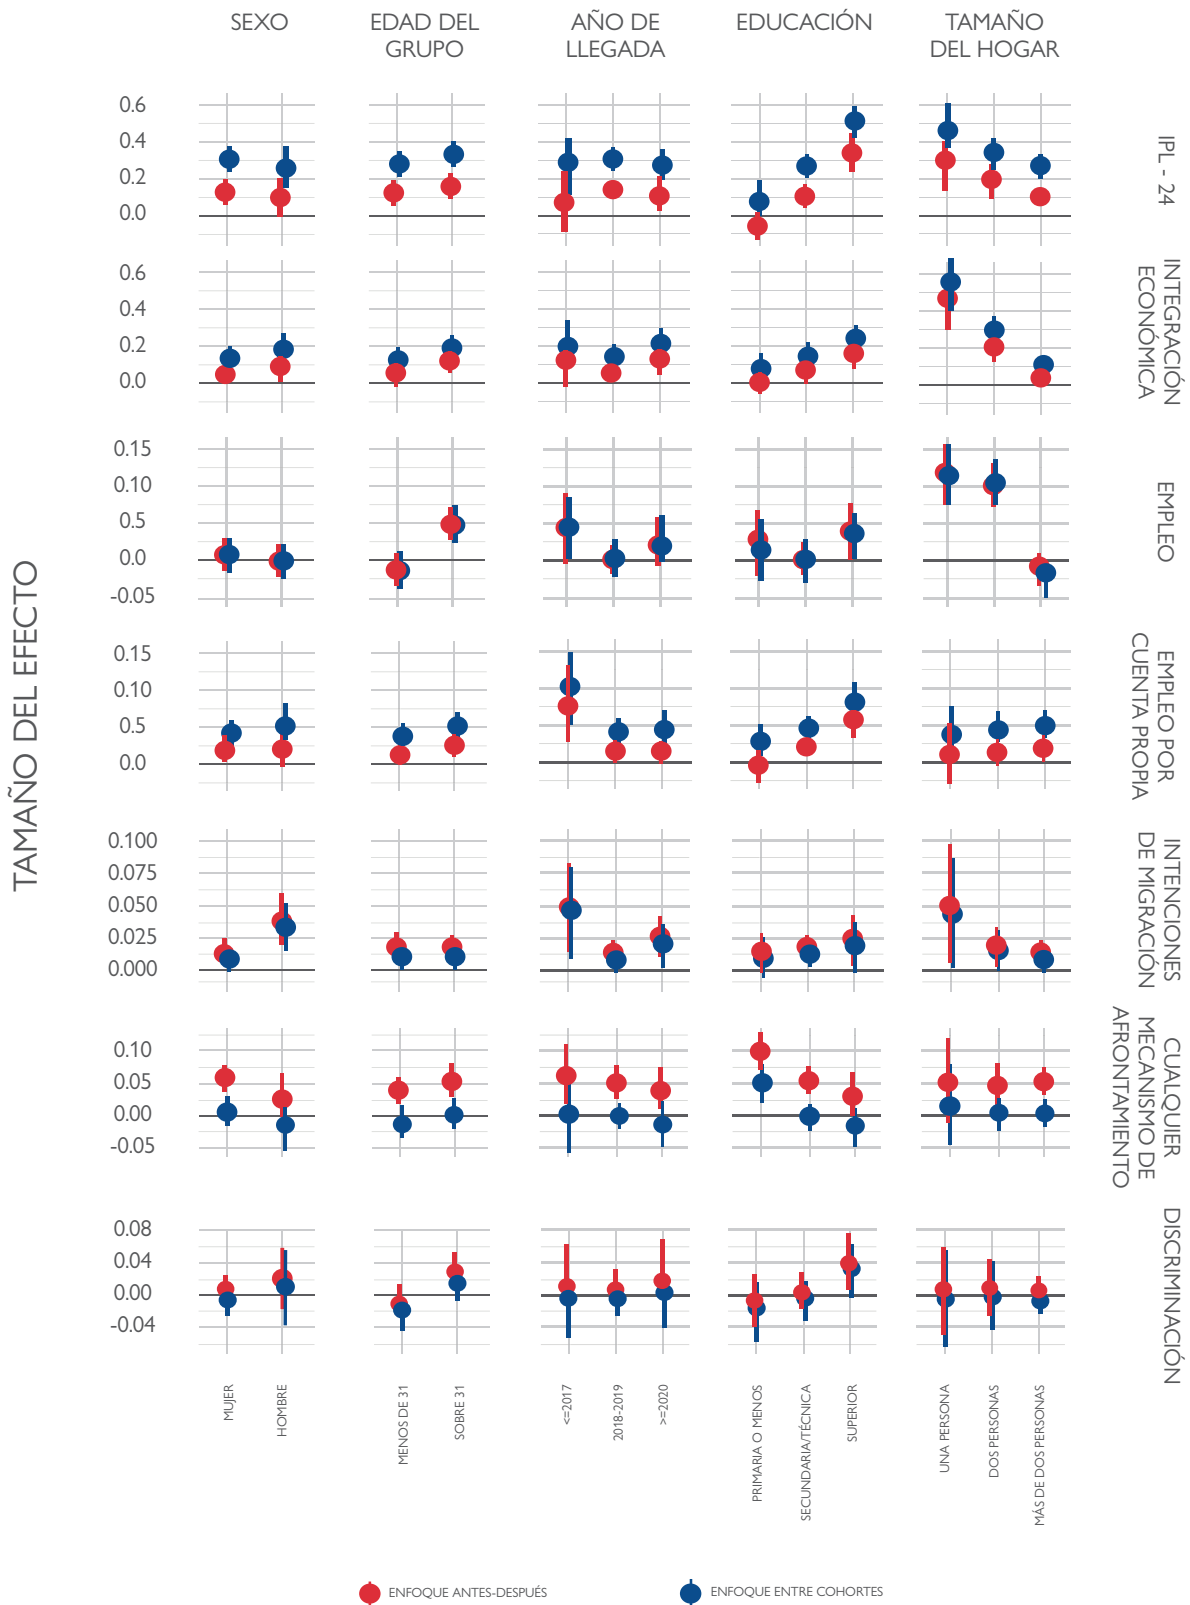 SEXO
EDAD DEL
GRUPO
AÑO DE
LLEGADA
EDUCACIÓN
TAMAÑO
DEL HOGAR
TAMAÑO DEL EFECTO
0.6
0.4
0.2
0.0
IPL - 24
0.6
0.4
0.2
0.0
INTEGRACIÓN
ECONÓMICA
0.15
0.10
0.5
0.0
-0.05
EMPLEO
0.15
0.10
0.5
0.0
EMPLEO POR
CUENTA PROPIA
0.100
0.075
0.050
0.025
0.000
INTENCIONES
DE MIGRACIÓN
0.10
0.05
0.00
-0.05
CUALQUIER
MECANISMO DE
AFRONTAMIENTO
0.08
0.04
0.00
-0.04
DISCRIMINACIÓN
MUJER
HOMBRE
MENOS DE 31
SOBRE 31
<=2017
2018-2019
>=2020
PRIMARIA O MENOS
SECUNDARIA/TÉCNICA
SUPERIOR
UNA PERSONA
DOS PERSONAS
MÁS DE DOS PERSONAS
ENFOQUE ANTES-DESPUÉS
ENFOQUE ENTRE COHORTES